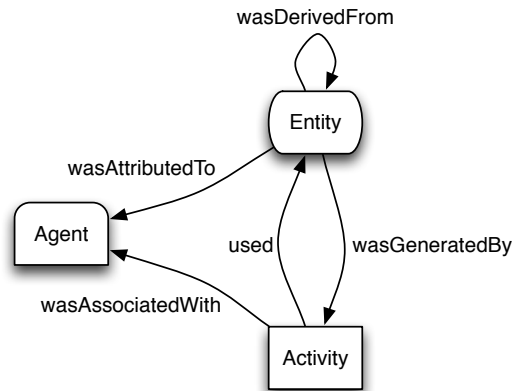 wasDerivedFrom
Entity
wasAttributedTo
Agent
used
wasGeneratedBy
wasAssociatedWith
Activity